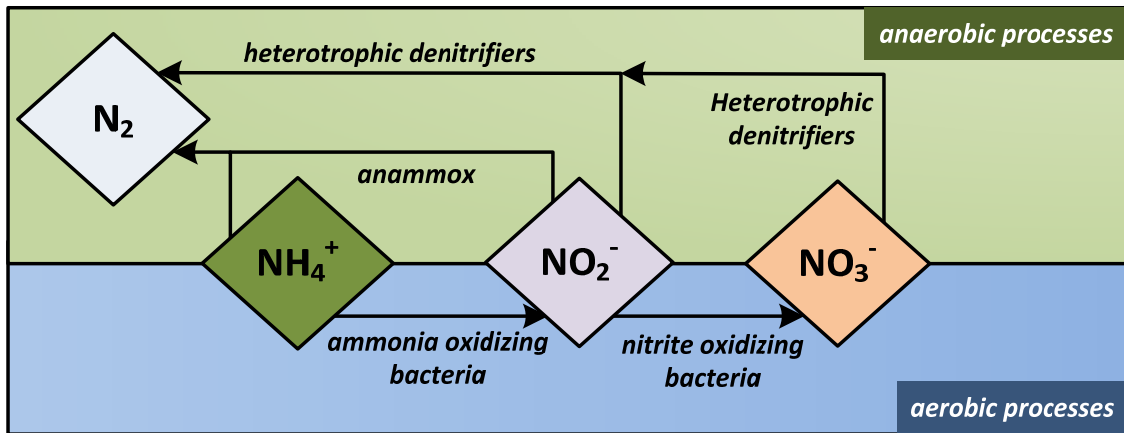 anaerobic processes
heterotrophic denitrifiers
N₂
Heterotrophic
denitrifiers
anammox
NH₄⁺
NO₂⁻
NO₃⁻
ammonia oxidizing
bacteria
nitrite oxidizing
bacteria
aerobic processes